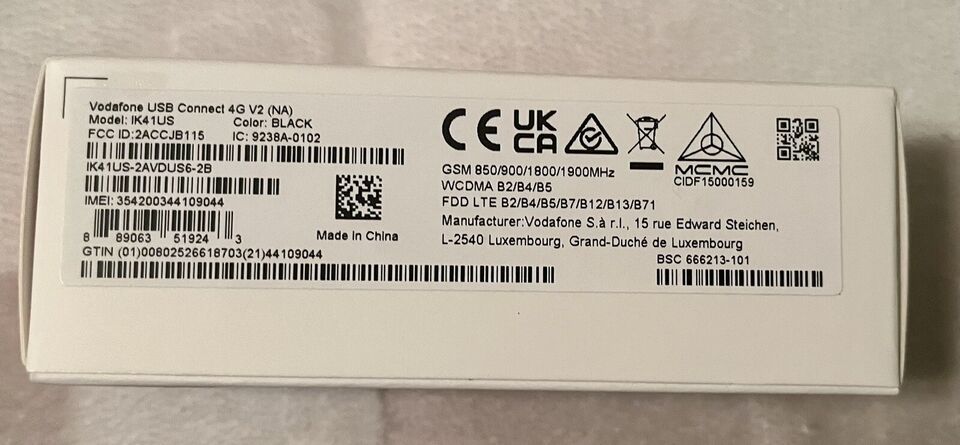 Vodafone USB Connect 4G V2 (NA)
Model: IK41US Color: BLACK
FCC ID:2ACCJB115 IC: 9238A-0102
IK41US-2AVDUS6-2B
IMEI: 354200344109044
8 89063 51924 3
Made in China
GTIN (01)00802526618703(21)44109044
CE UK CA
MCMC
CIDF15000159
GSM 850/900/1800/1900MHz
WCDMA B2/B4/B5
FDD LTE B2/B4/B5/B7/B12/B13/B71
Manufacturer:Vodafone S.à r.l., 15 rue Edward Steichen,
L-2540 Luxembourg, Grand-Duché de Luxembourg
BSC 666213-101